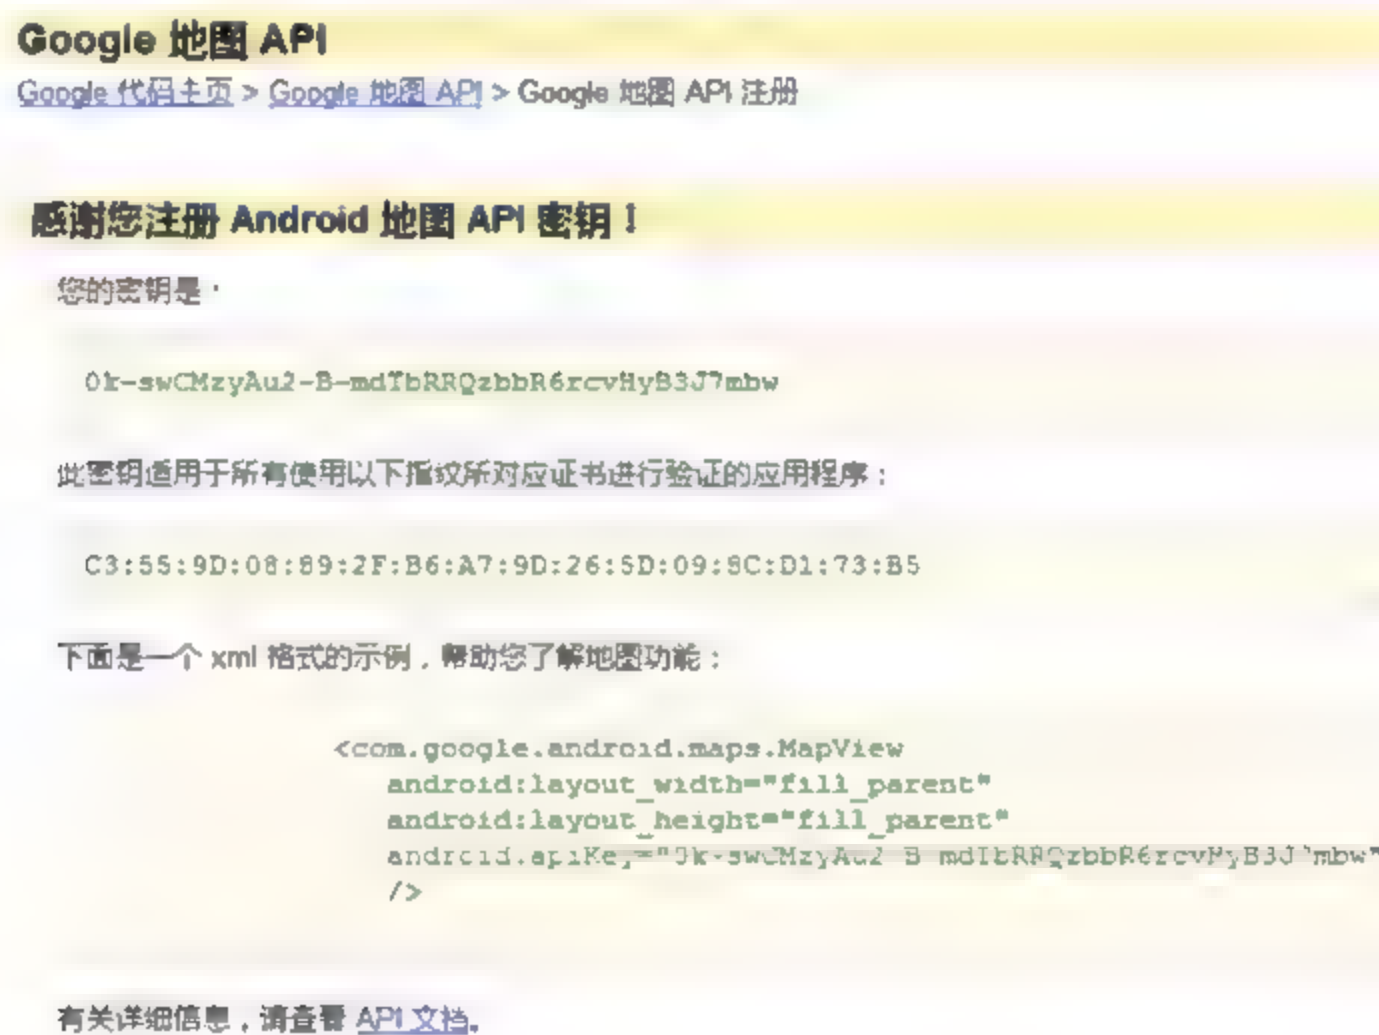 Google 地图 API
Google 代码主页 > Google 地图 API > Google 地图 API 注册
感谢您注册 Android 地图 API 密钥！
您的密钥是：
0k-swCMzyAu2-B-mdTbRRQzbbR6rcvHyB3J7mbw
此密钥适用于所有使用以下指纹所对应证书进行验证的应用程序：
C3:55:9D:08:89:2F:B6:A7:9D:26:5D:09:8C:D1:73:B5
下面是一个 xml 格式的示例，帮助您了解地图功能：
<com.google.android.maps.MapView
android:layout_width="fill_parent"
android:layout_height="fill_parent"
android:apiKey="0k-swCMzyAu2-B-mdTbRRQzbbR6rcvHyB3J7mbw"
/>
有关详细信息，请查看 API 文档。